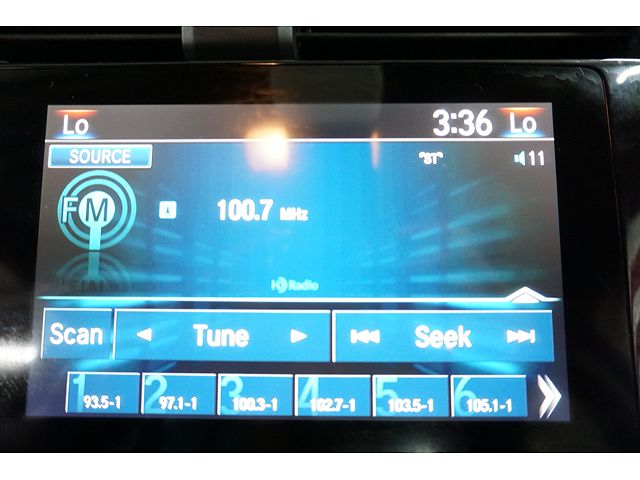 Lo 3:36 Lo
SOURCE "ST" 11
FM 100.7 MHz
HD Radio
Scan Tune Seek
1 2 3 4 5 6
93.5-1 97.1-1 100.3-1 102.7-1 103.5-1 105.1-1